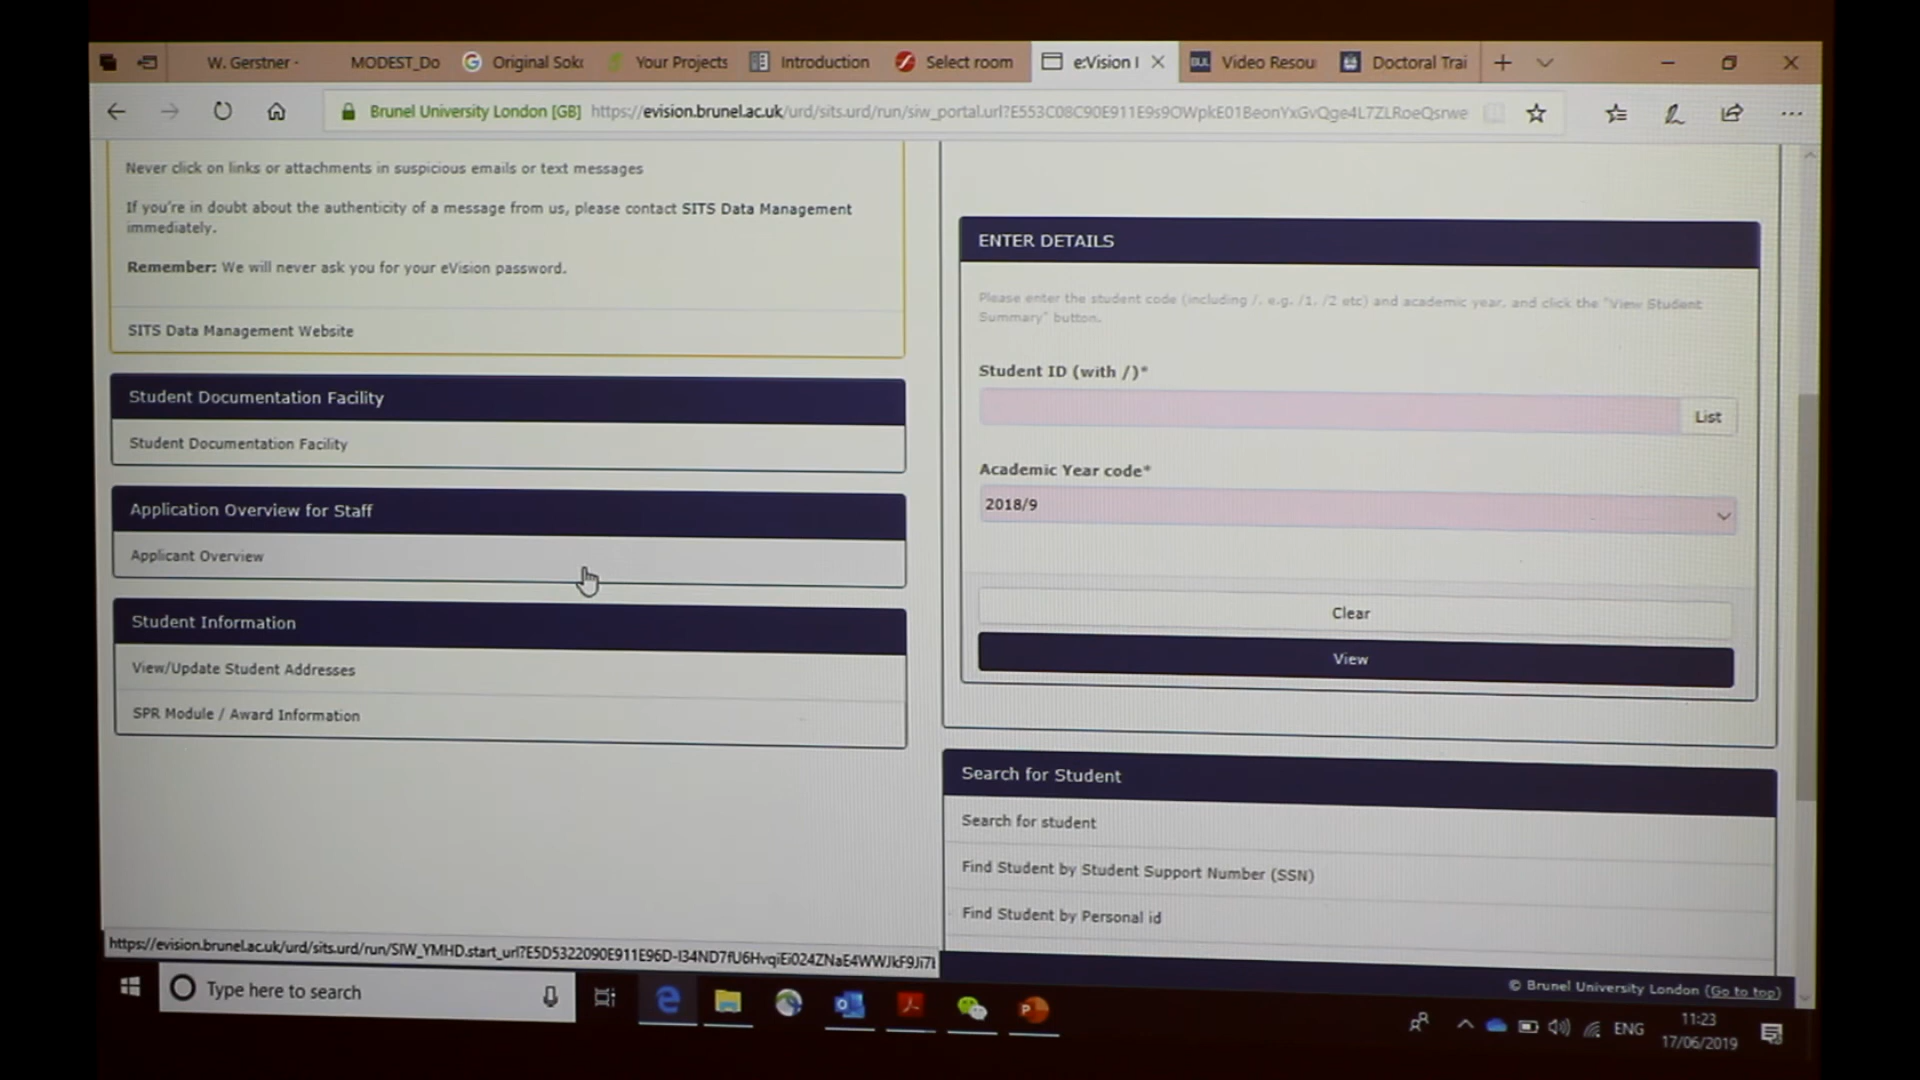 W. Gerstner -
MODEST_Do
Original Sok
Your Projects
Introduction
Select room
e:Vision
BUL
Video Resou
Doctoral Trai
Brunel University London [GB]
https://evision.brunel.ac.uk/urd/sits.urd/run/siw_portal.url?E553C08C90E911E9s9OWpkE01BeonYxGvQge4L7ZLRoeQsrwe
Never click on links or attachments in suspicious emails or text messages
If you're in doubt about the authenticity of a message from us, please contact SITS Data Management
immediately.
Remember: We will never ask you for your eVision password.
SITS Data Management Website
Student Documentation Facility
Student Documentation Facility
Application Overview for Staff
Applicant Overview
Student Information
View/Update Student Addresses
SPR Module / Award Information
ENTER DETAILS
Please enter the student code (including /, e.g. /1, /2 etc) and academic year, and click the "View Student
Summary" button.
Student ID (with /)*
List
Academic Year code*
2018/9
Clear
View
Search for Student
Search for student
Find Student by Student Support Number (SSN)
Find Student by Personal id
https://evision.brunel.ac.uk/urd/sits.urd/run/SIW_YMHD.start_url?E5D5322090E911E96D-I34ND7fU6HvqiEi024ZNaE4WWJkF9Ji7
© Brunel University London (Go to top)
Type here to search
ENG
11:23
17/06/2019